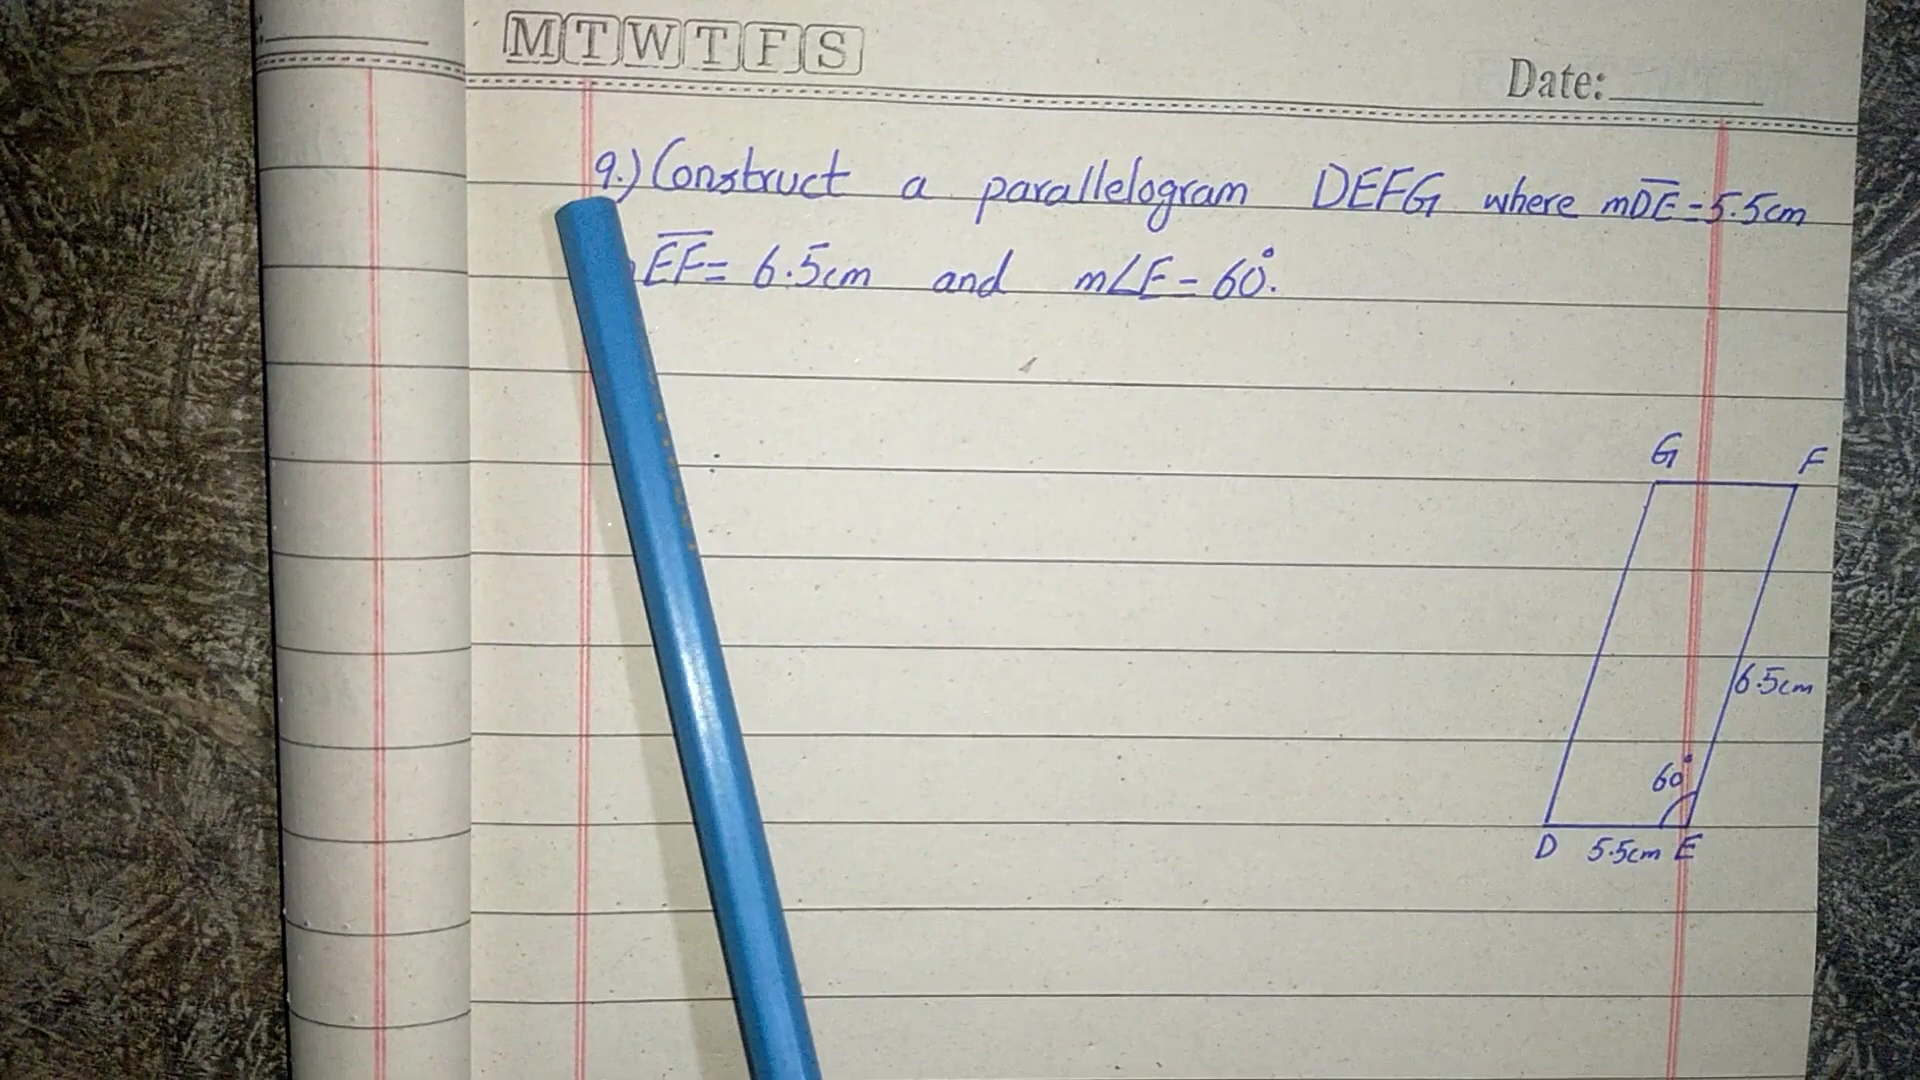 M T W T F S
Date:
9.) Construct a parallelogram DEFG where mDE = 5.5cm
EF = 6.5cm and m∠E = 60°.
G F
6.5cm
60°
D 5.5cm E